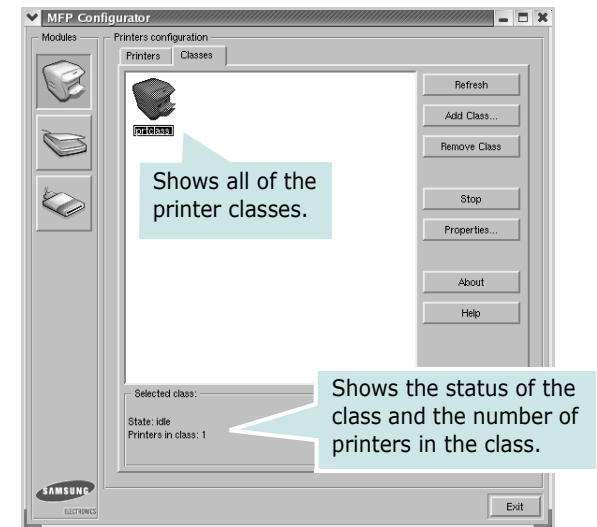 MFP Configurator
Modules
Printers configuration
Printers
Classes
prtclass
Shows all of the
printer classes.
Refresh
Add Class...
Remove Class
Stop
Properties...
About
Help
Selected class:
State: idle
Printers in class: 1
Shows the status of the
class and the number of
printers in the class.
SAMSUNG
ELECTRONICS
Exit